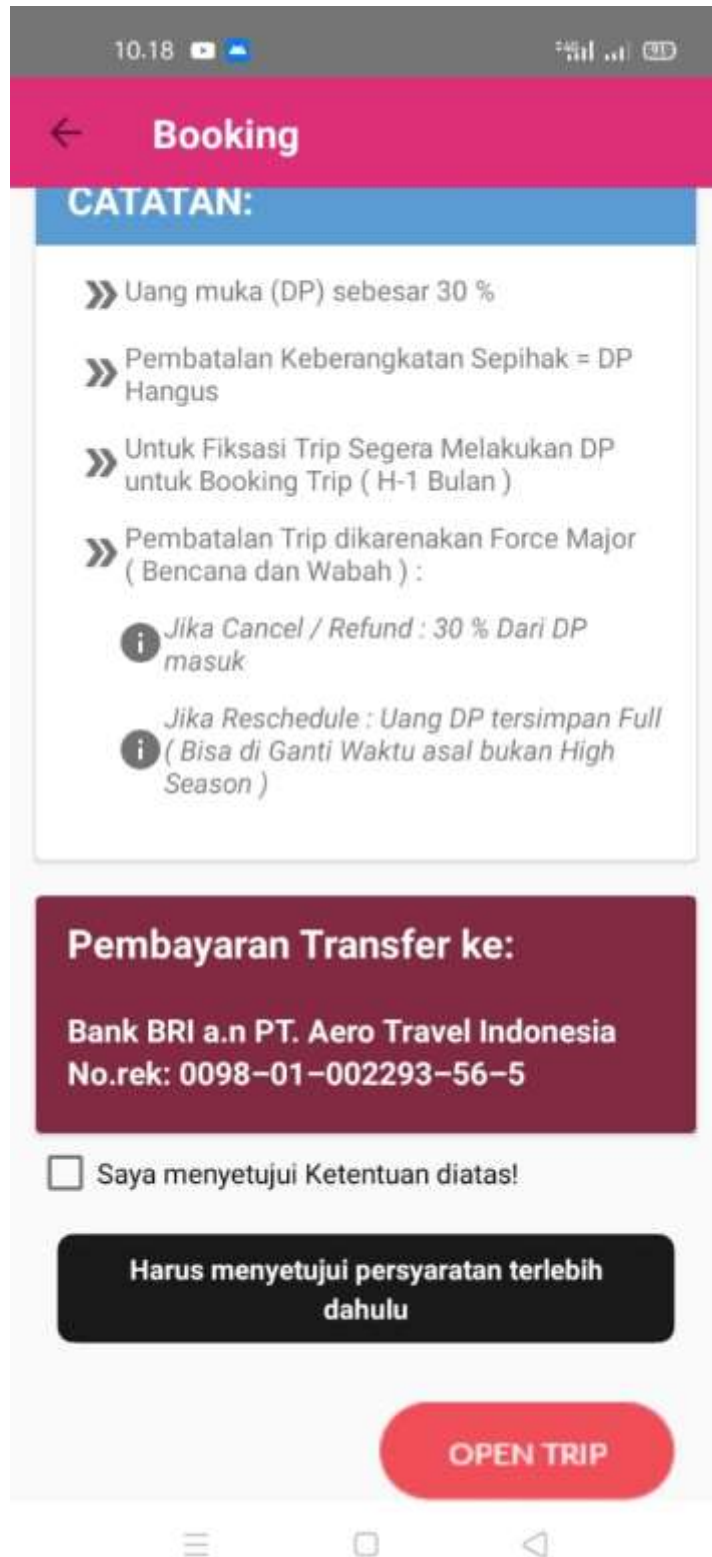 10.18
91
Booking
CATATAN:
Uang muka (DP) sebesar 30 %
Pembatalan Keberangkatan Sepihak = DP
Hangus
Untuk Fiksasi Trip Segera Melakukan DP
untuk Booking Trip ( H-1 Bulan )
Pembatalan Trip dikarenakan Force Major
( Bencana dan Wabah ) :
Jika Cancel / Refund : 30 % Dari DP
masuk
Jika Reschedule : Uang DP tersimpan Full
( Bisa di Ganti Waktu asal bukan High
Season )
Pembayaran Transfer ke:
Bank BRI a.n PT. Aero Travel Indonesia
No.rek: 0098–01–002293–56–5
Saya menyetujui Ketentuan diatas!
Harus menyetujui persyaratan terlebih
dahulu
OPEN TRIP